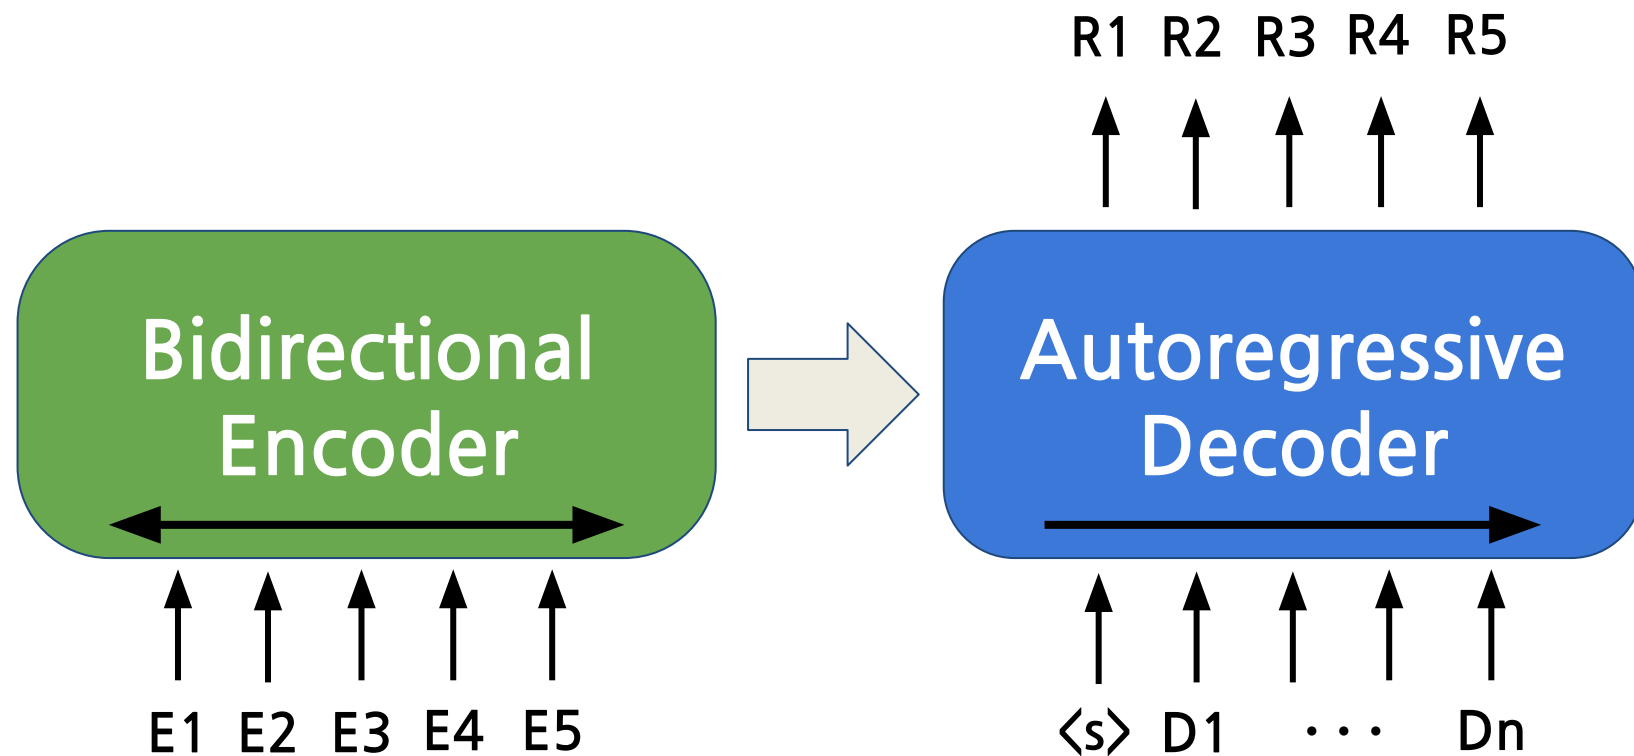 R1 R2 R3 R4 R5
Bidirectional
Encoder
Autoregressive
Decoder
E1 E2 E3 E4 E5
<s> D1 ... Dn